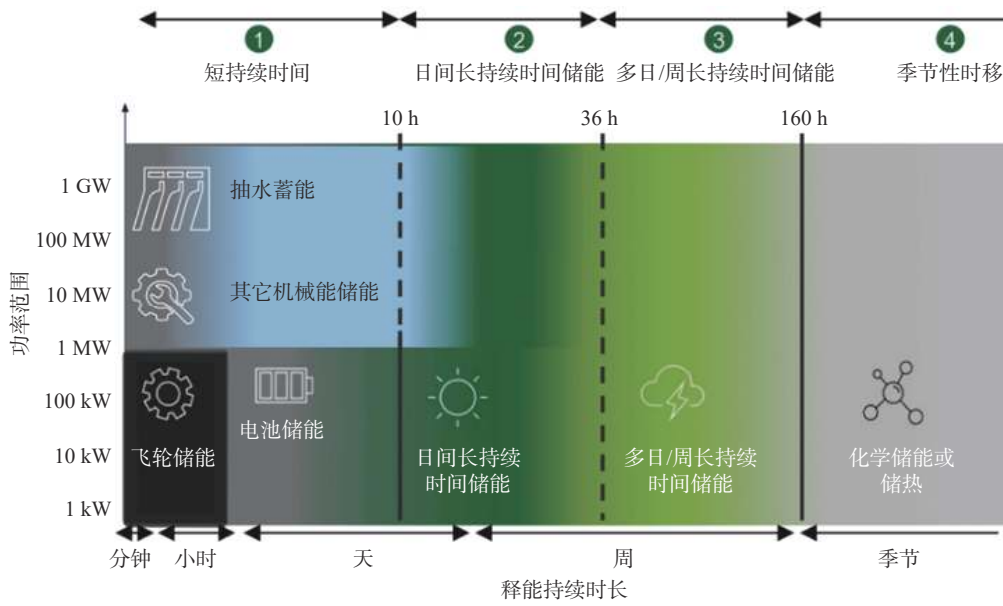 1
2
3
4
短持续时间
日间长持续时间储能
多日/周长持续时间储能
季节性时移
10 h
36 h
160 h
功率范围
1 GW
抽水蓄能
100 MW
10 MW
其它机械能储能
1 MW
100 kW
电池储能
10 kW
飞轮储能
日间长持续
时间储能
多日/周长持续
时间储能
化学储能或
储热
1 kW
分钟
小时
天
周
季节
释能持续时长